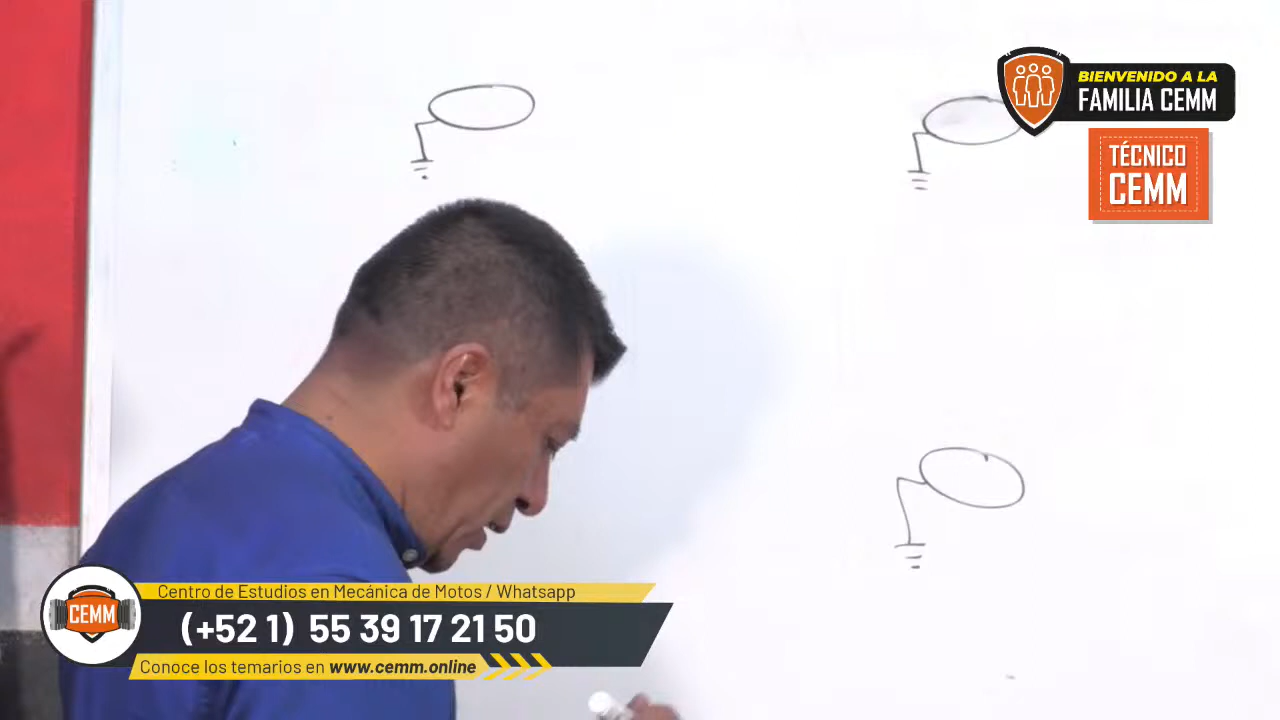 BIENVENIDO A LA
FAMILIA CEMM
TÉCNICO
CEMM
CEMM
Centro de Estudios en Mecánica de Motos / Whatsapp
(+52 1) 55 39 17 21 50
Conoce los temarios en www.cemm.online